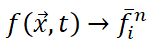 f(x⃗, t) → f̄ᵢⁿ